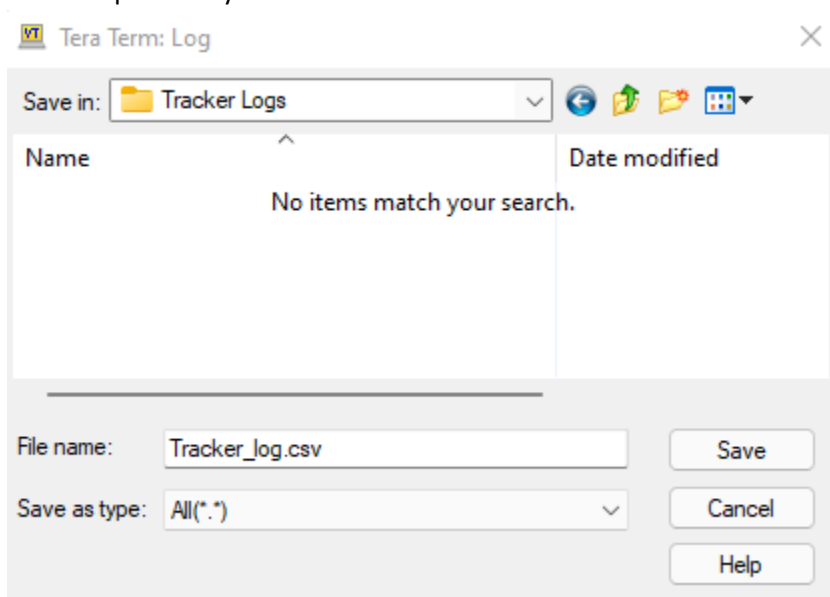 VT Tera Term: Log
Save in: Tracker Logs
Name Date modified
No items match your search.
File name: Tracker_log.csv
Save
Save as type: All(*.*)
Cancel
Help